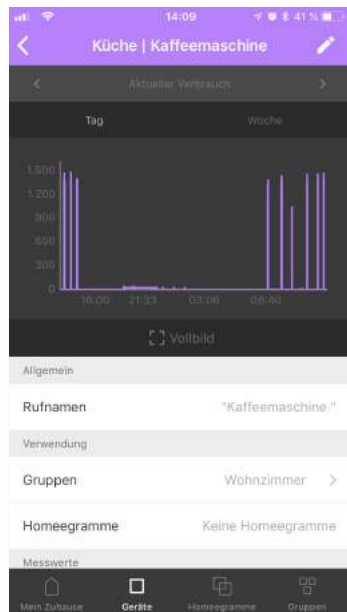 14:09
41 %
Küche | Kaffeemaschine
Aktueller Verbrauch
Tag Woche
1.500
1.200
900
600
300
0
16:00 21:33 03:06 08:40
Vollbild
Allgemein
Rufnamen "Kaffeemaschine "
Verwendung
Gruppen Wohnzimmer
Homeegramme Keine Homeegramme
Messwerte
Mein Zuhause Geräte Homeegramme Gruppen